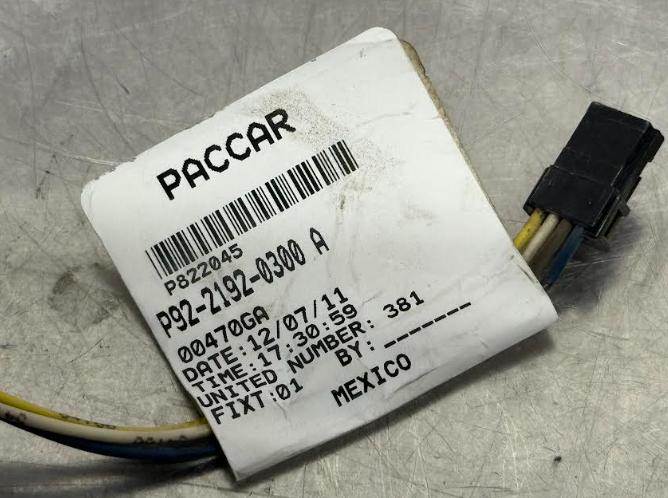 PACCAR
P822045
P92-2192-0300 A
00470GA
DATE:12/07/11
TIME:17:30:59
UNITED NUMBER: 381
FIXT:01 BY: _______
MEXICO